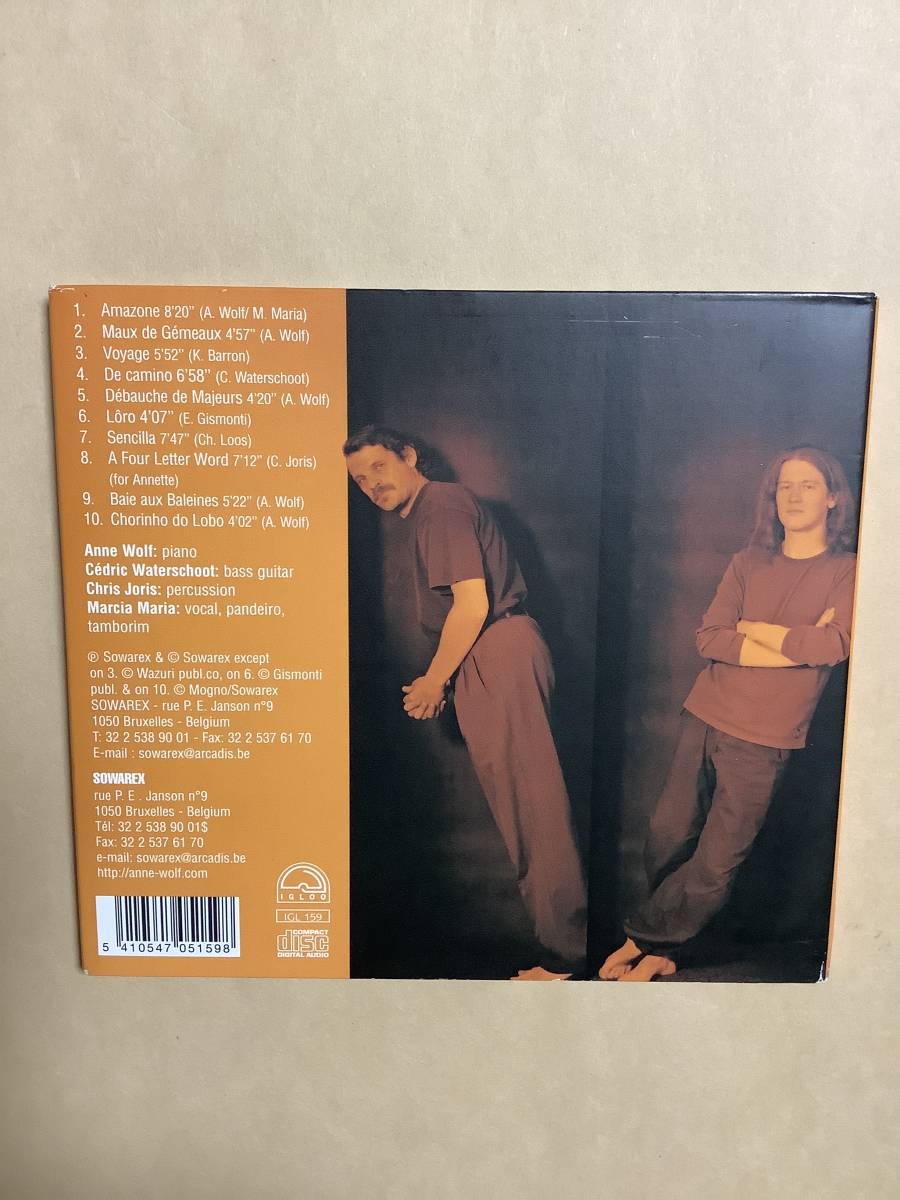 1. Amazone 8'20" (A. Wolf/ M. Maria)
2. Maux de Gémeaux 4'57" (A. Wolf)
3. Voyage 5'52" (K. Barron)
4. De camino 6'58" (C. Waterschoot)
5. Débauche de Majeurs 4'20" (A. Wolf)
6. Lôro 4'07" (E. Gismonti)
7. Sencilla 7'47" (Ch. Loos)
8. A Four Letter Word 7'12" (C. Joris)
(for Annette)
9. Baie aux Baleines 5'22" (A. Wolf)
10. Chorinho do Lobo 4'02" (A. Wolf)
Anne Wolf: piano
Cédric Waterschoot: bass guitar
Chris Joris: percussion
Marcia Maria: vocal, pandeiro,
tamborim
℗ Sowarex & © Sowarex except
on 3. © Wazuri publ.co, on 6. © Gismonti
publ. & on 10. © Mogno/Sowarex
SOWAREX - rue P. E. Janson n°9
1050 Bruxelles - Belgium
T: 32 2 538 90 01 - Fax: 32 2 537 61 70
E-mail : sowarex@arcadis.be
SOWAREX
rue P. E . Janson n°9
1050 Bruxelles - Belgium
Tél: 32 2 538 90 01$
Fax: 32 2 537 61 70
e-mail: sowarex@arcadis.be
http://anne-wolf.com
5 410547 051598
IGLOO
IGL 159
COMPACT
disc
DIGITAL AUDIO